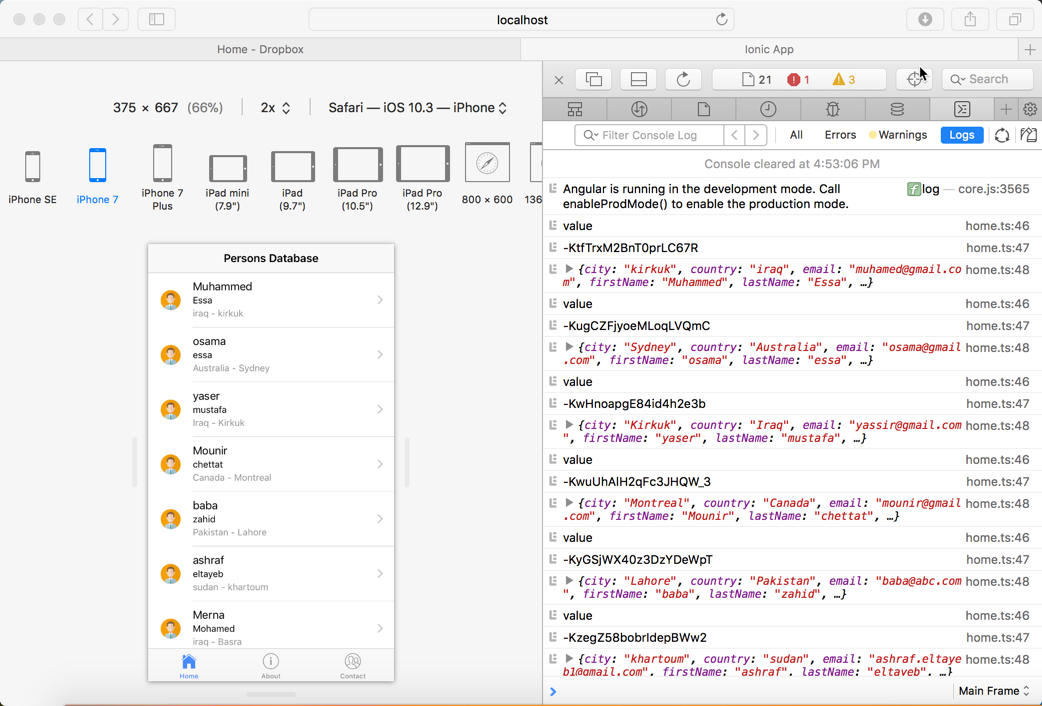 localhost
Home - Dropbox
Ionic App
375 × 667 (66%)
2x
Safari — iOS 10.3 — iPhone
iPhone SE
iPhone 7
iPhone 7
Plus
iPad mini
(7.9")
iPad
(9.7")
iPad Pro
(10.5")
iPad Pro
(12.9")
800 × 600
136
Persons Database
Muhammed
Essa
iraq - kirkuk
osama
essa
Australia - Sydney
yaser
mustafa
Iraq - Kirkuk
Mounir
chettat
Canada - Montreal
baba
zahid
Pakistan - Lahore
ashraf
eltayeb
sudan - khartoum
Merna
Mohamed
iraq - Basra
Home
About
Contact
21
1
3
Search
Filter Console Log
All
Errors
Warnings
Logs
Console cleared at 4:53:06 PM
Angular is running in the development mode. Call f log — core.js:3565
enableProdMode() to enable the production mode.
value home.ts:46
-KtfTrxM2BnT0prLC67R home.ts:47
{city: "kirkuk", country: "iraq", email: "muhamed@gmail.co home.ts:48
m", firstName: "Muhammed", lastName: "Essa", …}
value home.ts:46
-KugCZFjyoeMLoqLVQmC home.ts:47
{city: "Sydney", country: "Australia", email: "osama@gmail home.ts:48
.com", firstName: "osama", lastName: "essa", …}
value home.ts:46
-KwHnoapgE84id4h2e3b home.ts:47
{city: "Kirkuk", country: "Iraq", email: "yassir@gmail.com home.ts:48
", firstName: "yaser", lastName: "mustafa", …}
value home.ts:46
-KwuUhAIH2qFc3JHQW_3 home.ts:47
{city: "Montreal", country: "Canada", email: "mounir@gmail home.ts:48
.com", firstName: "Mounir", lastName: "chettat", …}
value home.ts:46
-KyGSjWX40z3DzYDeWpT home.ts:47
{city: "Lahore", country: "Pakistan", email: "baba@abc.com home.ts:48
", firstName: "baba", lastName: "zahid", …}
value home.ts:46
-KzegZ58bobrIdepBWw2 home.ts:47
{city: "khartoum", country: "sudan", email: "ashraf.eltaye home.ts:48
b1@gmail.com", firstName: "ashraf", lastName: "eltayeb", …}
Main Frame